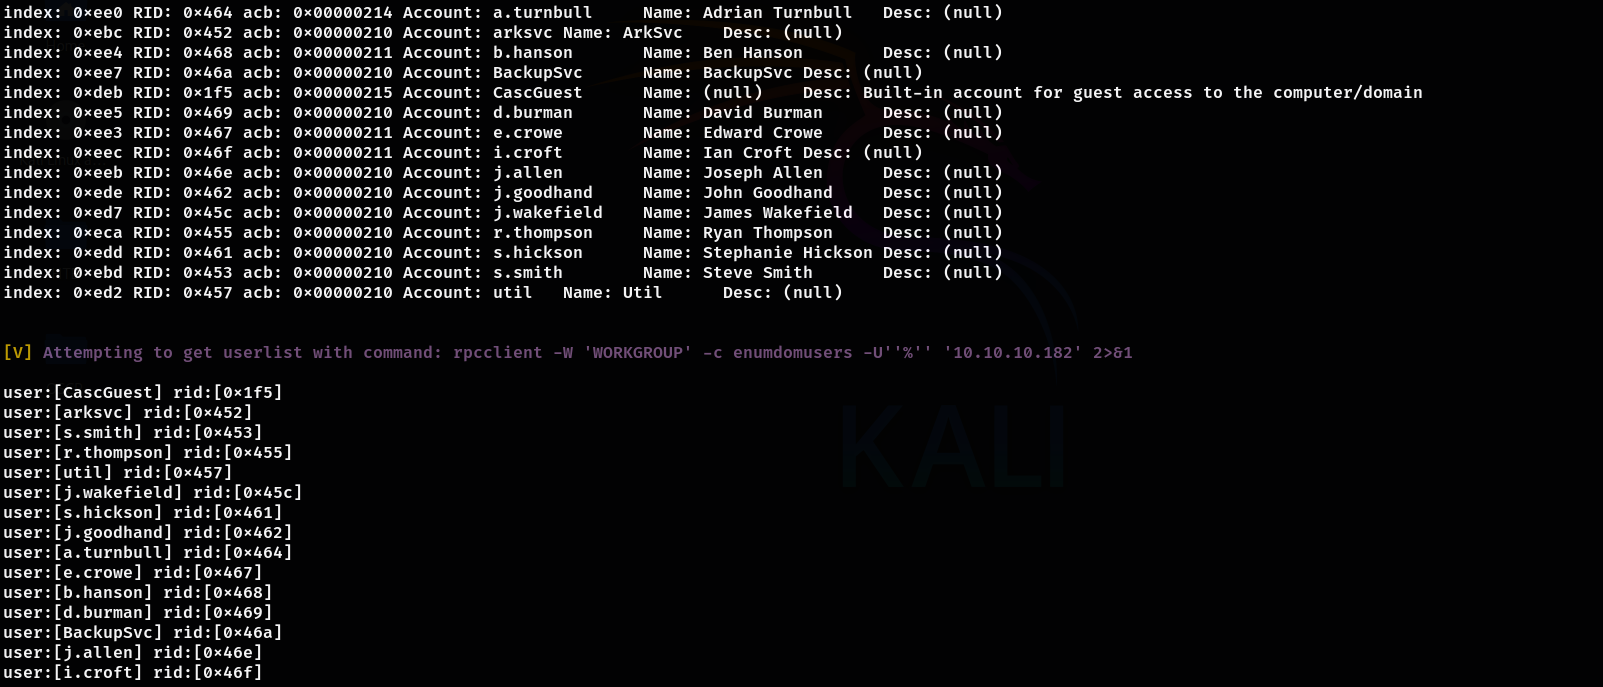 index: 0×ee0 RID: 0×464 acb: 0×00000214 Account: a.turnbull Name: Adrian Turnbull Desc: (null)
index: 0×ebc RID: 0×452 acb: 0×00000210 Account: arksvc Name: ArkSvc Desc: (null)
index: 0×ee4 RID: 0×468 acb: 0×00000211 Account: b.hanson Name: Ben Hanson Desc: (null)
index: 0×ee7 RID: 0×46a acb: 0×00000210 Account: BackupSvc Name: BackupSvc Desc: (null)
index: 0×deb RID: 0×1f5 acb: 0×00000215 Account: CascGuest Name: (null) Desc: Built-in account for guest access to the computer/domain
index: 0×ee5 RID: 0×469 acb: 0×00000210 Account: d.burman Name: David Burman Desc: (null)
index: 0×ee3 RID: 0×467 acb: 0×00000211 Account: e.crowe Name: Edward Crowe Desc: (null)
index: 0×eec RID: 0×46f acb: 0×00000211 Account: i.croft Name: Ian Croft Desc: (null)
index: 0×eeb RID: 0×46e acb: 0×00000210 Account: j.allen Name: Joseph Allen Desc: (null)
index: 0×ede RID: 0×462 acb: 0×00000210 Account: j.goodhand Name: John Goodhand Desc: (null)
index: 0×ed7 RID: 0×45c acb: 0×00000210 Account: j.wakefield Name: James Wakefield Desc: (null)
index: 0×eca RID: 0×455 acb: 0×00000210 Account: r.thompson Name: Ryan Thompson Desc: (null)
index: 0×edd RID: 0×461 acb: 0×00000210 Account: s.hickson Name: Stephanie Hickson Desc: (null)
index: 0×ebd RID: 0×453 acb: 0×00000210 Account: s.smith Name: Steve Smith Desc: (null)
index: 0×ed2 RID: 0×457 acb: 0×00000210 Account: util Name: Util Desc: (null)
[V] Attempting to get userlist with command: rpcclient -W 'WORKGROUP' -c enumdomusers -U''%'' '10.10.10.182' 2>&1
user:[CascGuest] rid:[0×1f5]
user:[arksvc] rid:[0×452]
user:[s.smith] rid:[0×453]
user:[r.thompson] rid:[0×455]
user:[util] rid:[0×457]
user:[j.wakefield] rid:[0×45c]
user:[s.hickson] rid:[0×461]
user:[j.goodhand] rid:[0×462]
user:[a.turnbull] rid:[0×464]
user:[e.crowe] rid:[0×467]
user:[b.hanson] rid:[0×468]
user:[d.burman] rid:[0×469]
user:[BackupSvc] rid:[0×46a]
user:[j.allen] rid:[0×46e]
user:[i.croft] rid:[0×46f]
KALI